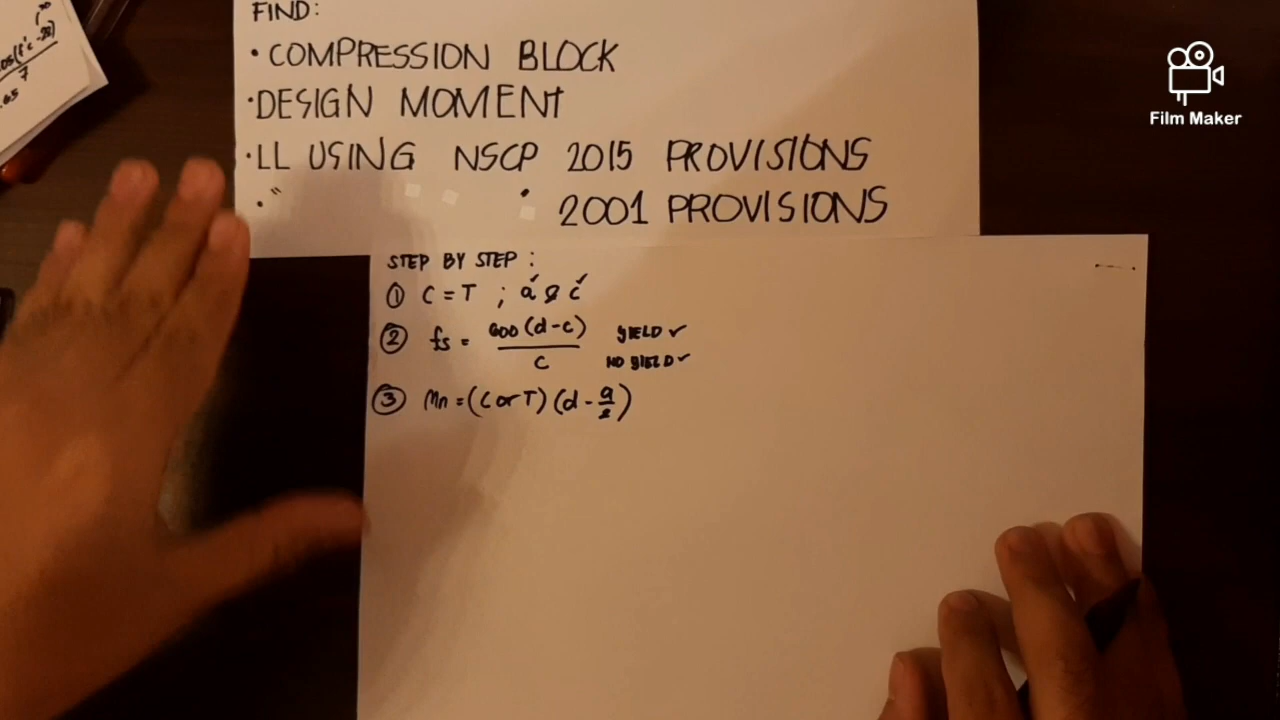 FIND:
• COMPRESSION BLOCK
• DESIGN MOMENT
• LL USING NSCP 2015 PROVISIONS
• " " 2001 PROVISIONS
STEP BY STEP :
① C = T ; a ✓ & c ✓
② fs = 600 (d - c) / c YIELD ✓
NO YIELD ✓
③ Mn = (C or T) (d - a/2)
Film Maker